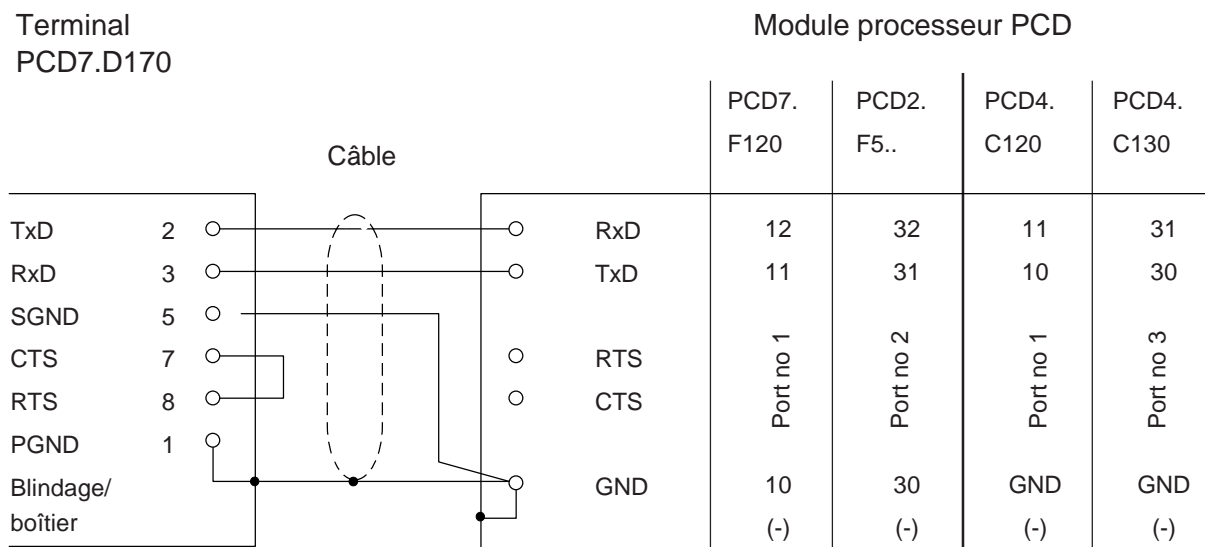 Terminal
PCD7.D170
Module processeur PCD
Câble
PCD7. PCD2. PCD4. PCD4.
F120 F5.. C120 C130
TxD 2 RxD 12 32 11 31
RxD 3 TxD 11 31 10 30
SGND 5
CTS 7 RTS
RTS 8 CTS
Port no 1 Port no 2 Port no 1 Port no 3
PGND 1
Blindage/ GND 10 30 GND GND
boîtier (-) (-) (-) (-)